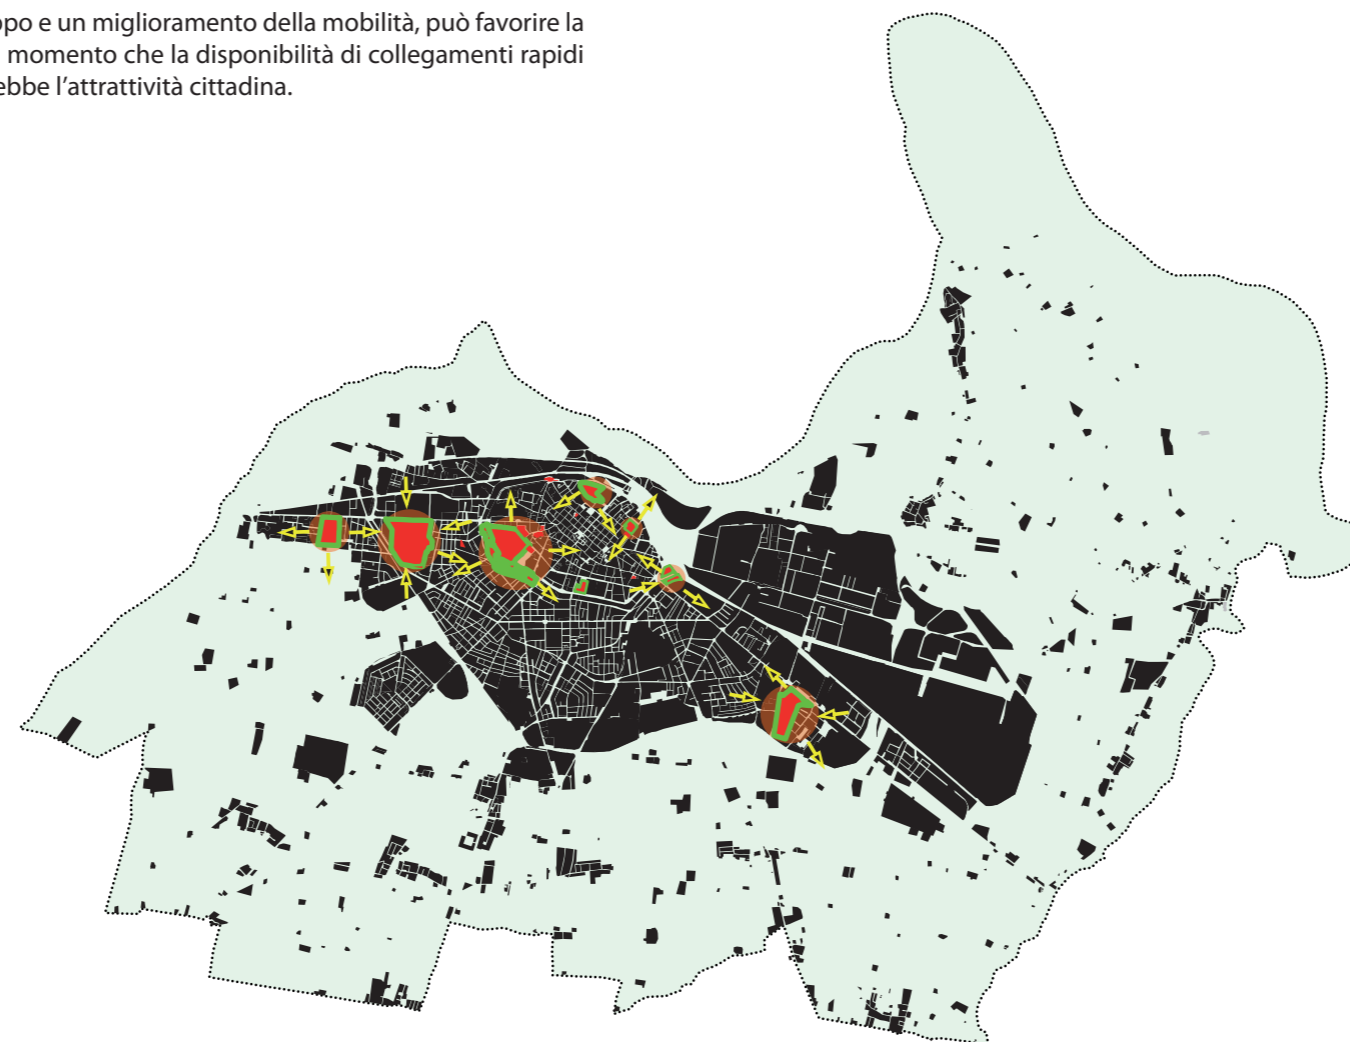 ppo e un miglioramento della mobilità, può favorire la
momento che la disponibilità di collegamenti rapidi
ebbe l'attrattività cittadina.